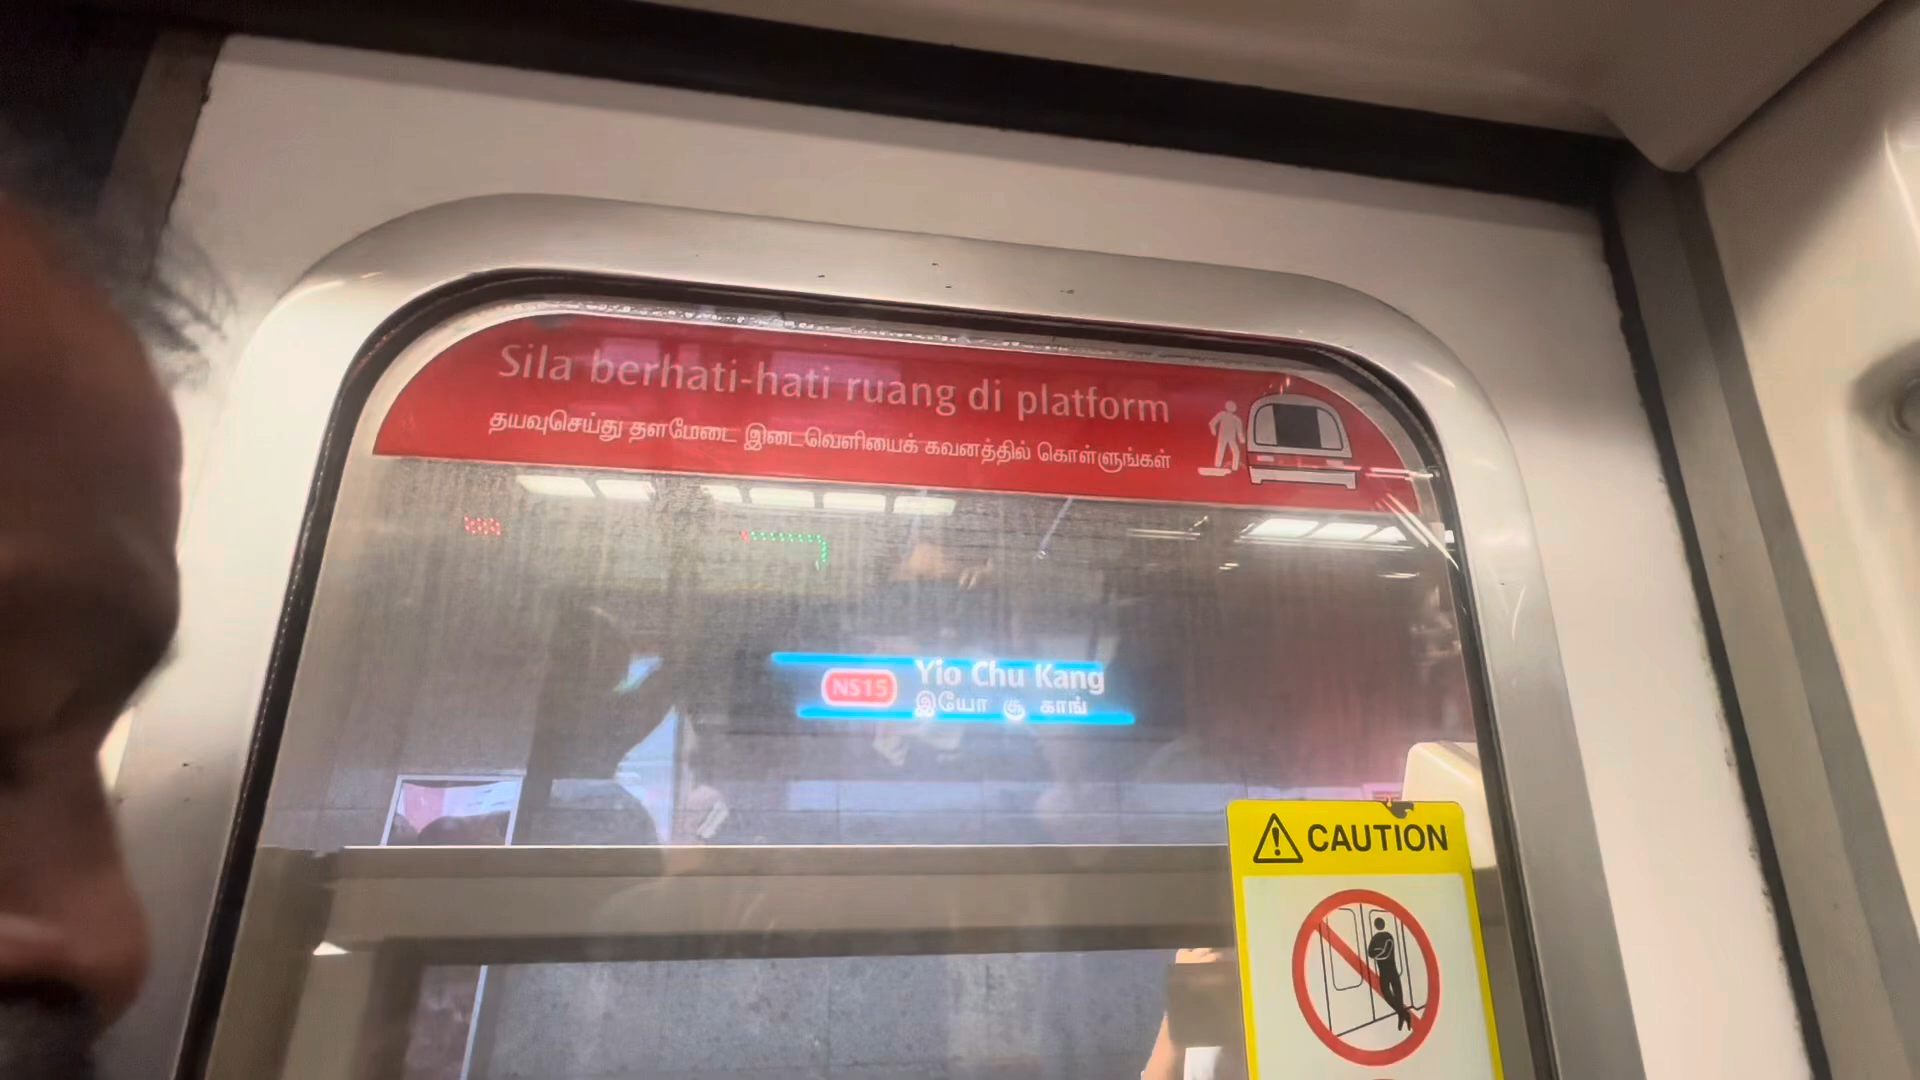 Sila berhati-hati ruang di platform
தயவுசெய்து தளமேடை இடைவெளியைக் கவனத்தில் கொள்ளுங்கள்
NS15 Yio Chu Kang
இயோ சூ காங்
CAUTION